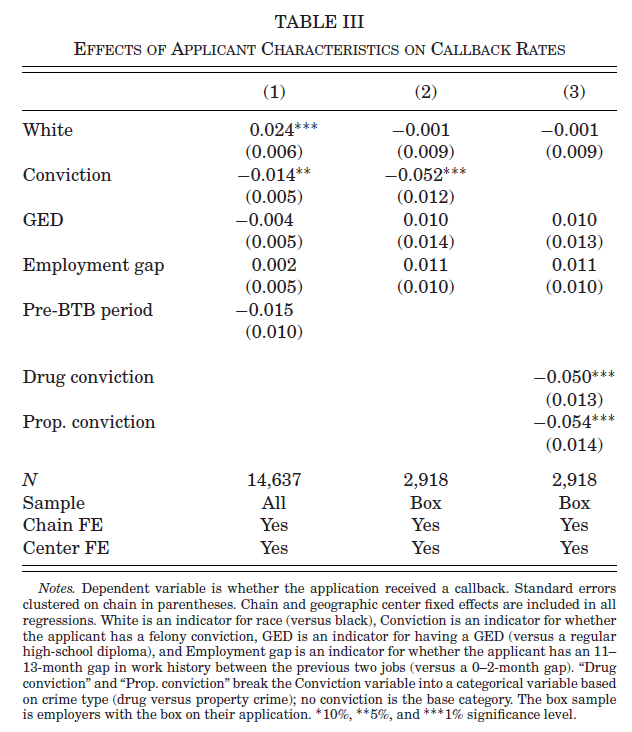 TABLE III
EFFECTS OF APPLICANT CHARACTERISTICS ON CALLBACK RATES
(1) (2) (3)
White 0.024*** −0.001 −0.001
(0.006) (0.009) (0.009)
Conviction −0.014** −0.052***
(0.005) (0.012)
GED −0.004 0.010 0.010
(0.005) (0.014) (0.013)
Employment gap 0.002 0.011 0.011
(0.005) (0.010) (0.010)
Pre-BTB period −0.015
(0.010)
Drug conviction −0.050***
(0.013)
Prop. conviction −0.054***
(0.014)
N 14,637 2,918 2,918
Sample All Box Box
Chain FE Yes Yes Yes
Center FE Yes Yes Yes
Notes. Dependent variable is whether the application received a callback. Standard errors
clustered on chain in parentheses. Chain and geographic center fixed effects are included in all
regressions. White is an indicator for race (versus black), Conviction is an indicator for whether
the applicant has a felony conviction, GED is an indicator for having a GED (versus a regular
high-school diploma), and Employment gap is an indicator for whether the applicant has an 11–
13-month gap in work history between the previous two jobs (versus a 0–2-month gap). “Drug
conviction” and “Prop. conviction” break the Conviction variable into a categorical variable based
on crime type (drug versus property crime); no conviction is the base category. The box sample
is employers with the box on their application. *10%, **5%, and ***1% significance level.